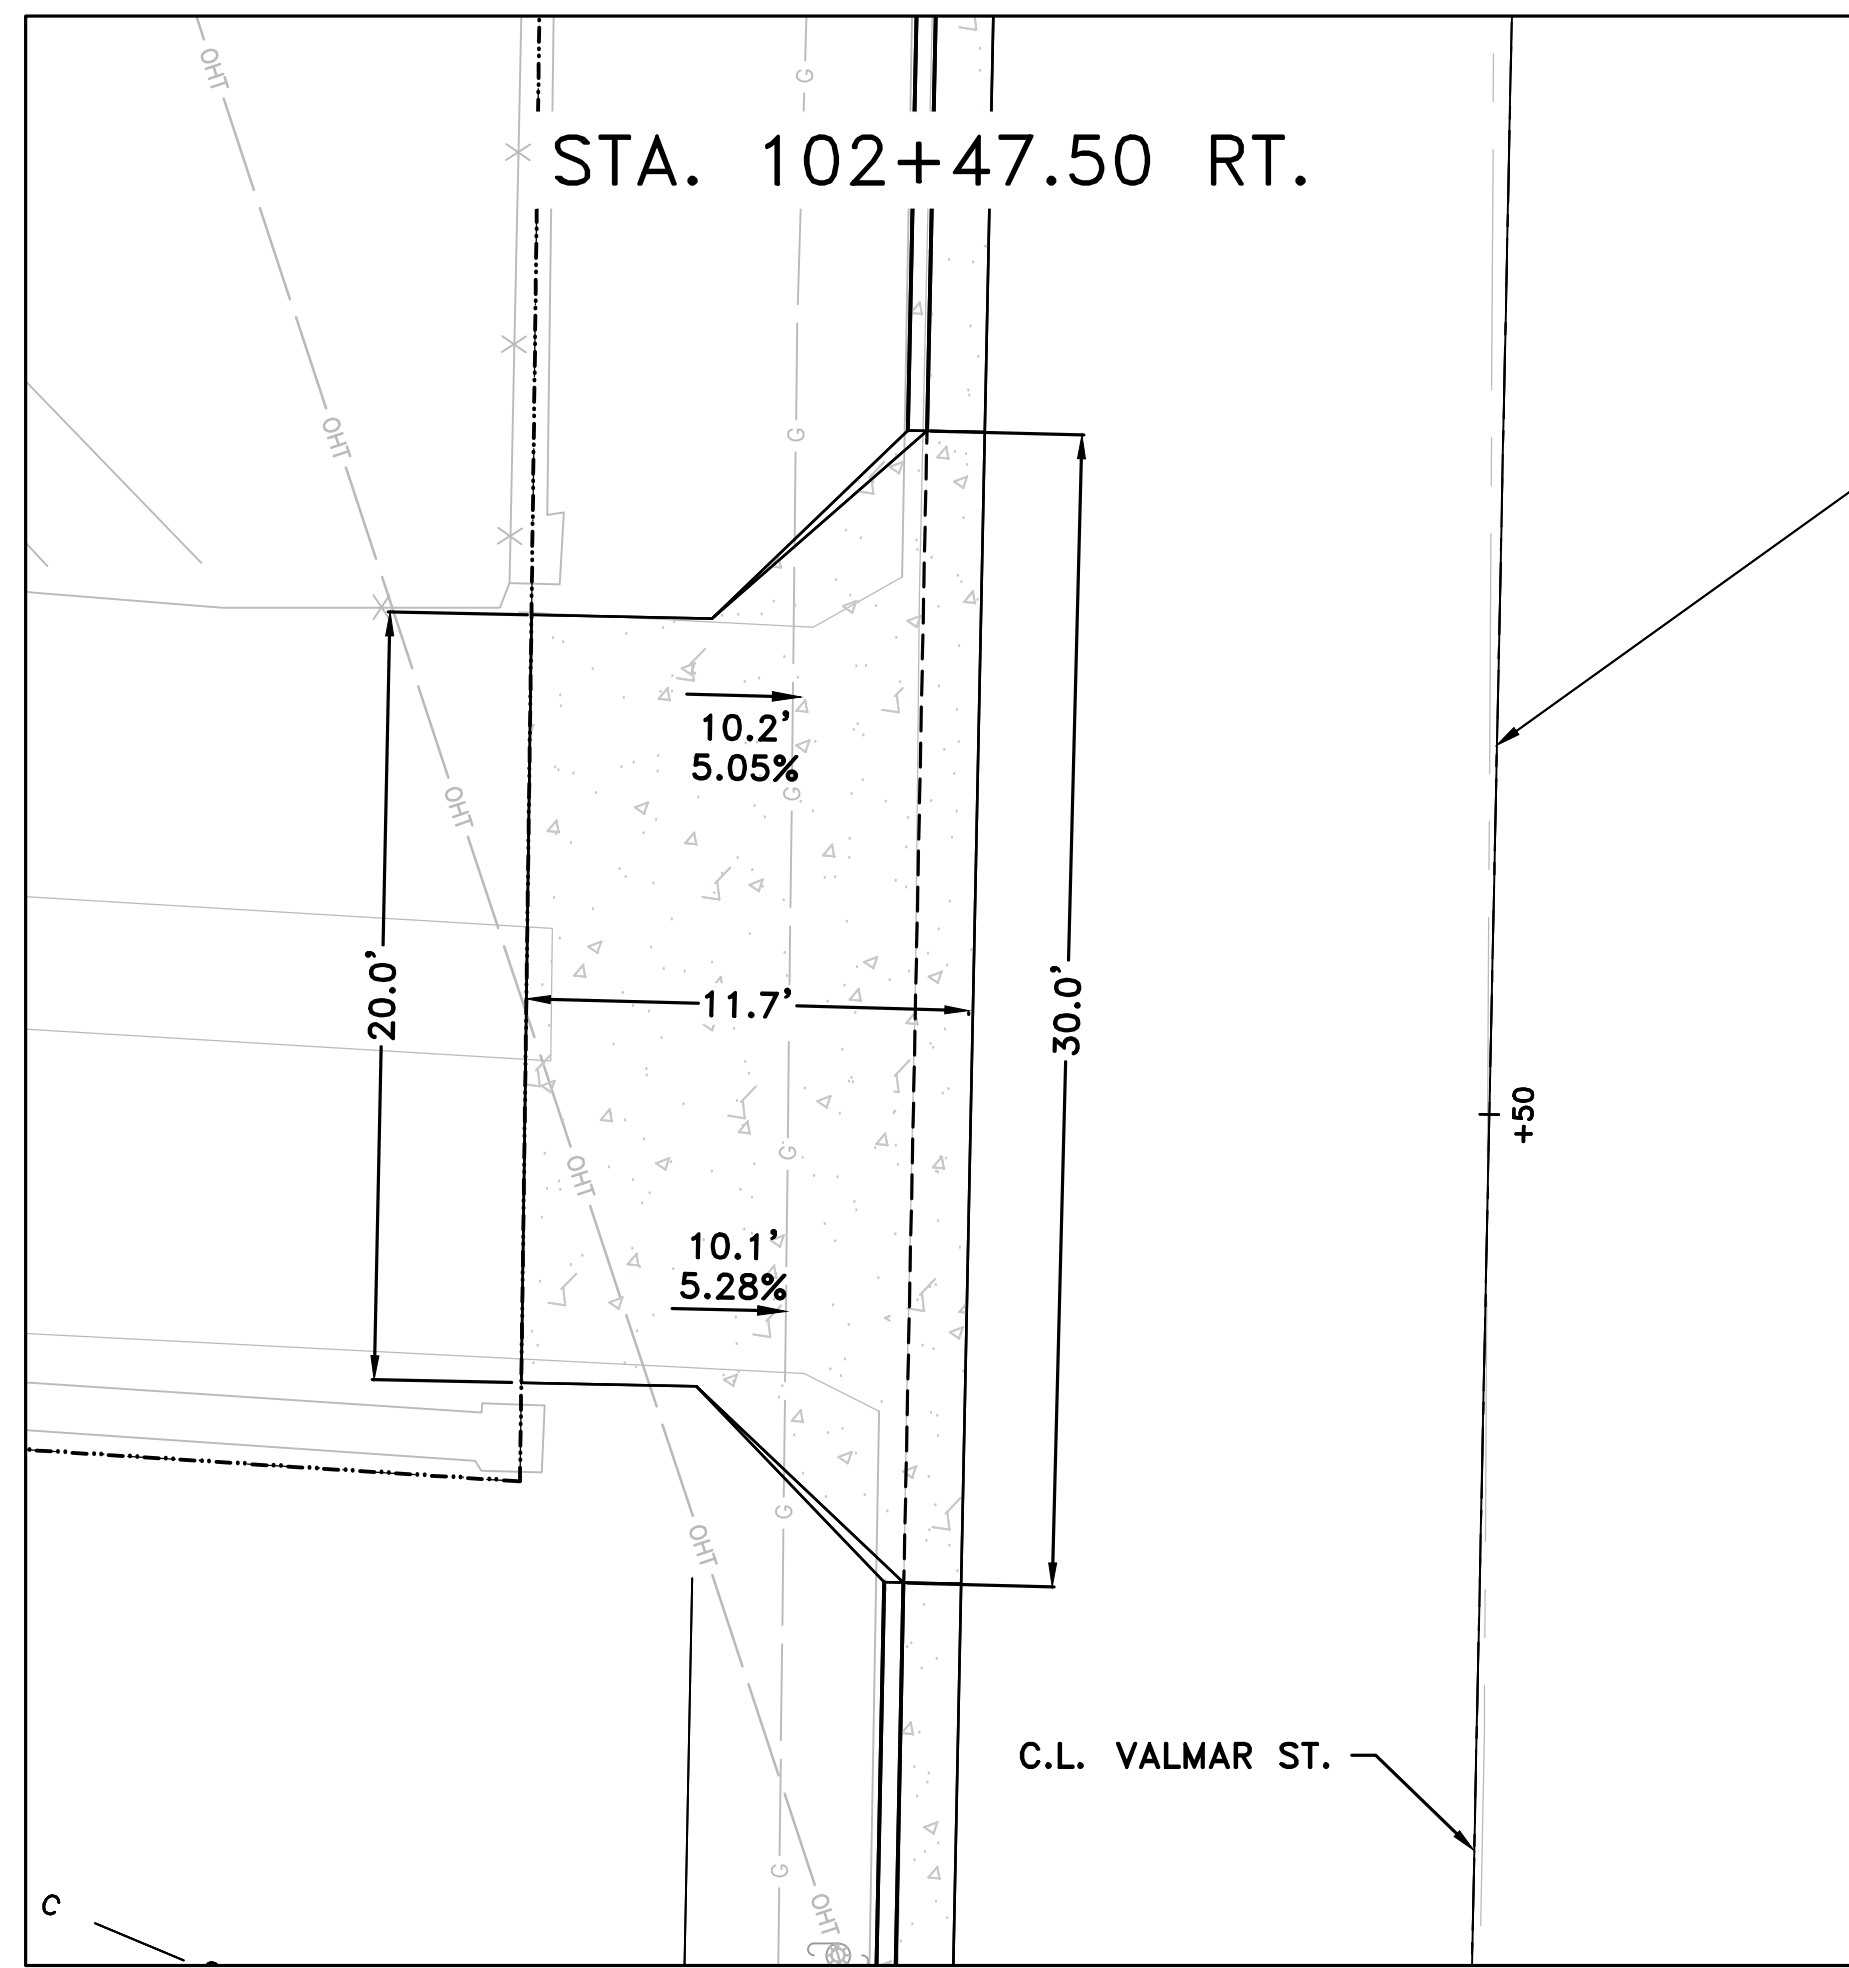 OHT
G
STA. 102+47.50 RT.
OHT
G
10.2'
5.05%
OHT
G
20.0'
11.7'
30.0'
+50
G
OHT
10.1'
5.28%
G
OHT
C.L. VALMAR ST.
G
OHT
C